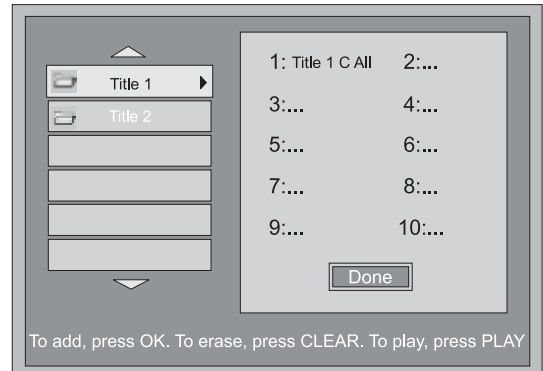 Title 1
Title 2
1: Title 1 C All 2:...
3:... 4:...
5:... 6:...
7:... 8:...
9:... 10:...
Done
To add, press OK. To erase, press CLEAR. To play, press PLAY